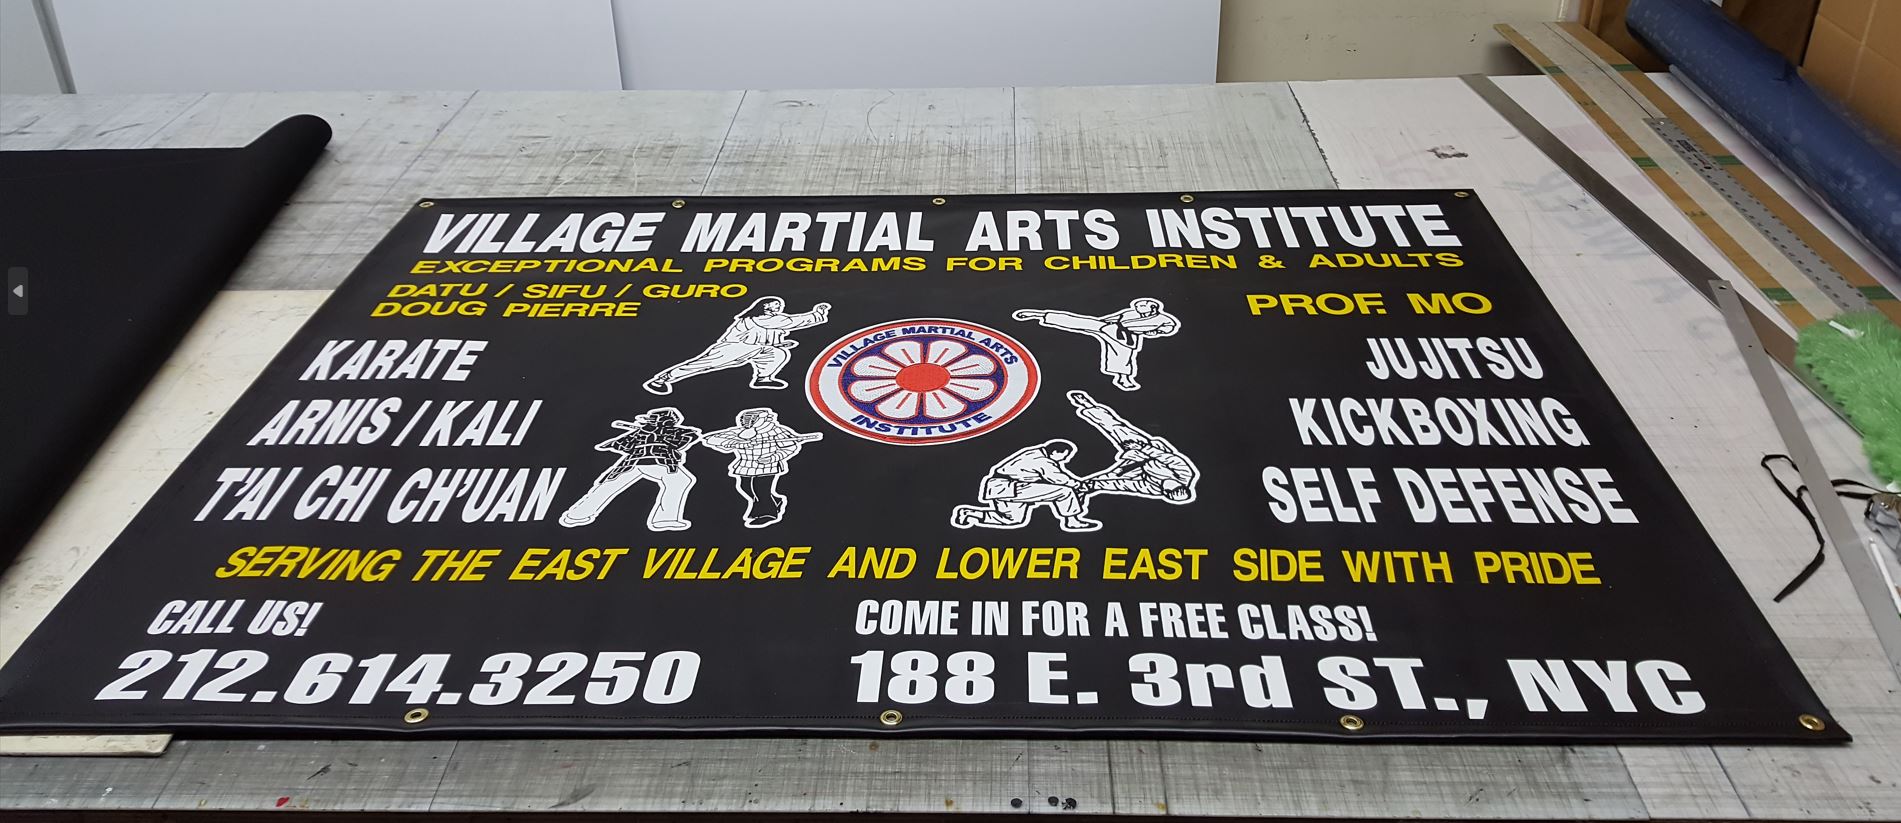 VILLAGE MARTIAL ARTS INSTITUTE
EXCEPTIONAL PROGRAMS FOR CHILDREN & ADULTS
DATU / SIFU / GURO
DOUG PIERRE
PROF. MO
KARATE
ARNIS / KALI
T'AI CHI CH'UAN
VILLAGE MARTIAL ARTS
INSTITUTE
JUJITSU
KICKBOXING
SELF DEFENSE
SERVING THE EAST VILLAGE AND LOWER EAST SIDE WITH PRIDE
CALL US!
212.614.3250
COME IN FOR A FREE CLASS!
188 E. 3rd ST., NYC